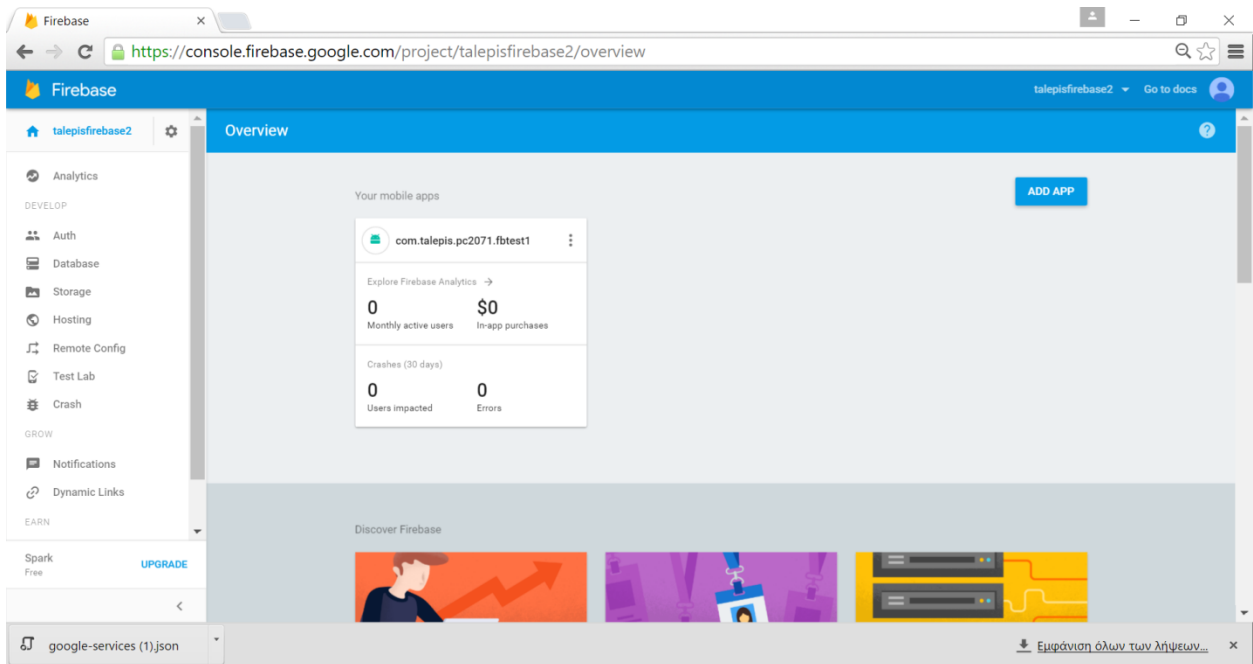 Firebase
https://console.firebase.google.com/project/talepisfirebase2/overview
Firebase
talepisfirebase2 Go to docs
talepisfirebase2
Overview
Analytics
DEVELOP
Auth
Database
Storage
Hosting
Remote Config
Test Lab
Crash
GROW
Notifications
Dynamic Links
EARN
Spark
Free
UPGRADE
Your mobile apps
ADD APP
com.talepis.pc2071.fbtest1
Explore Firebase Analytics
0 $0
Monthly active users In-app purchases
Crashes (30 days)
0 0
Users impacted Errors
Discover Firebase
google-services (1).json
Εμφάνιση όλων των λήψεων...